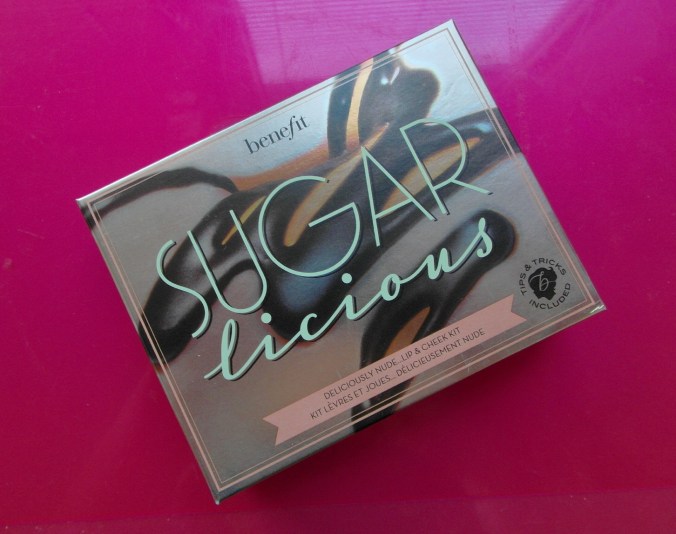 benefit
SUGAR
licious
TIPS & TRICKS
INCLUDED
DELICIOUSLY NUDE...LIP & CHEEK KIT
KIT LÈVRES ET JOUES... DÉLICIEUSEMENT NUDE